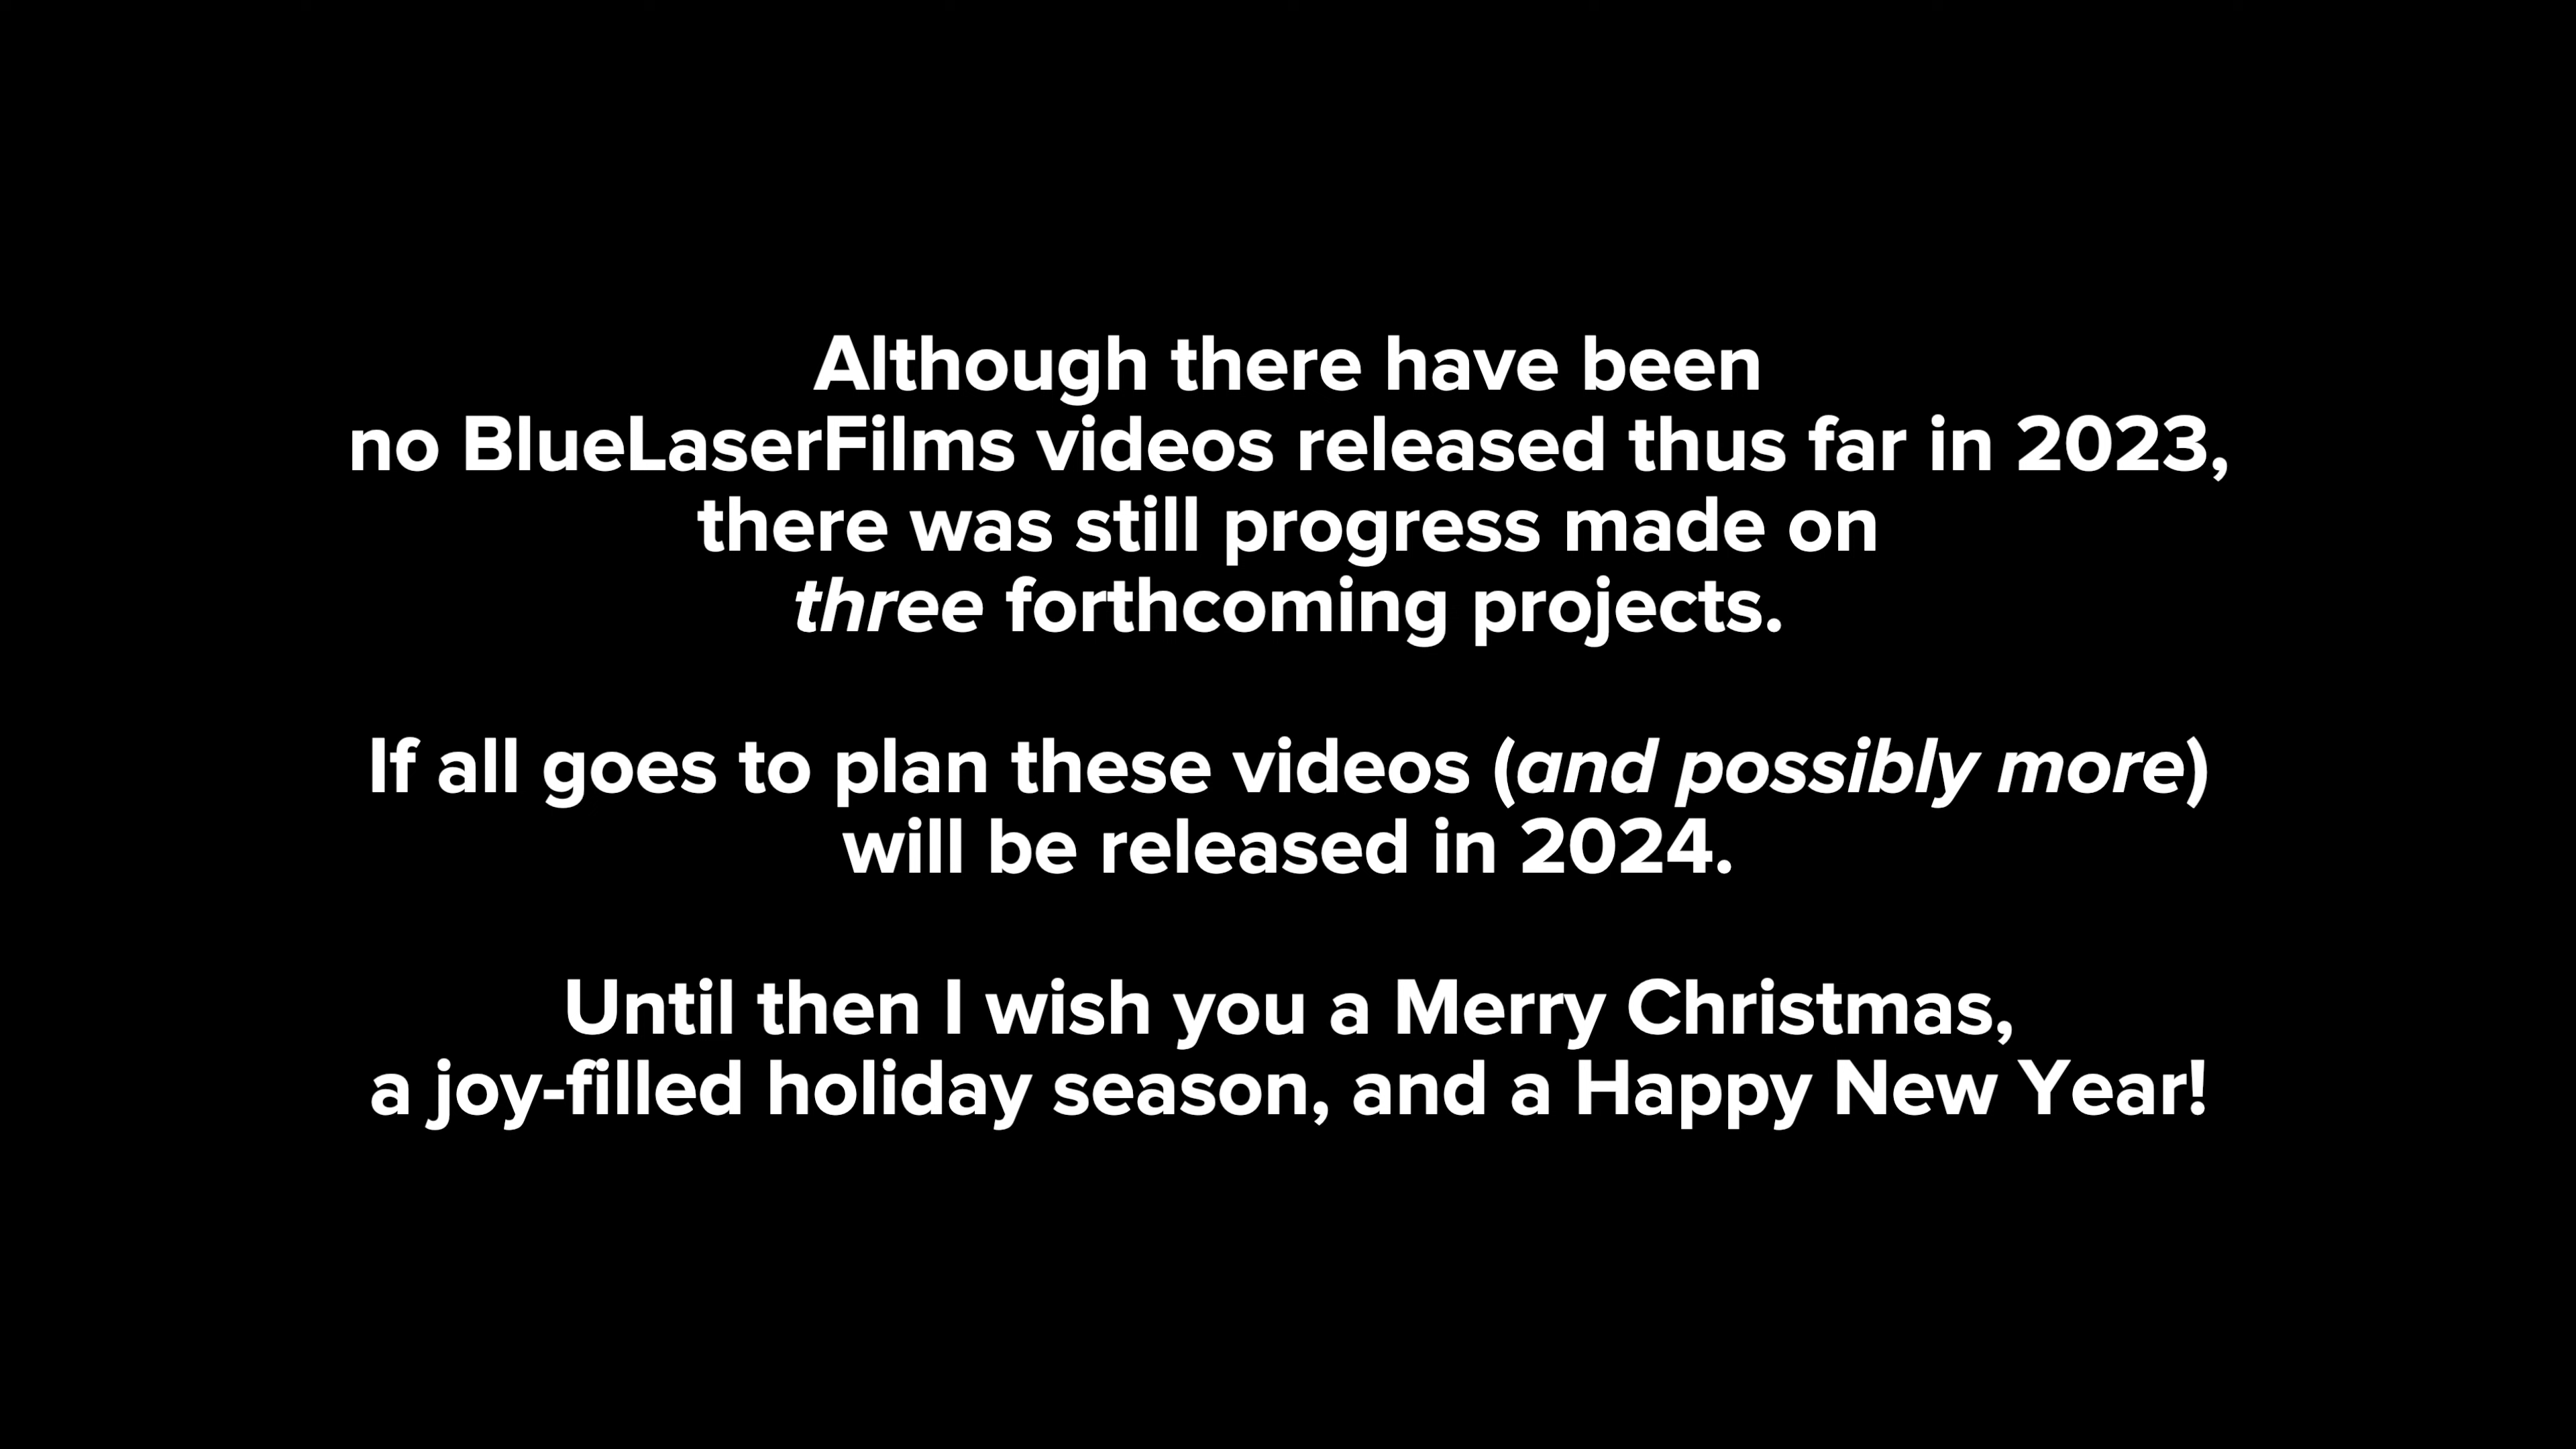 Although there have been
no BlueLaserFilms videos released thus far in 2023,
there was still progress made on
three forthcoming projects.
If all goes to plan these videos (and possibly more)
will be released in 2024.
Until then I wish you a Merry Christmas,
a joy-filled holiday season, and a Happy New Year!